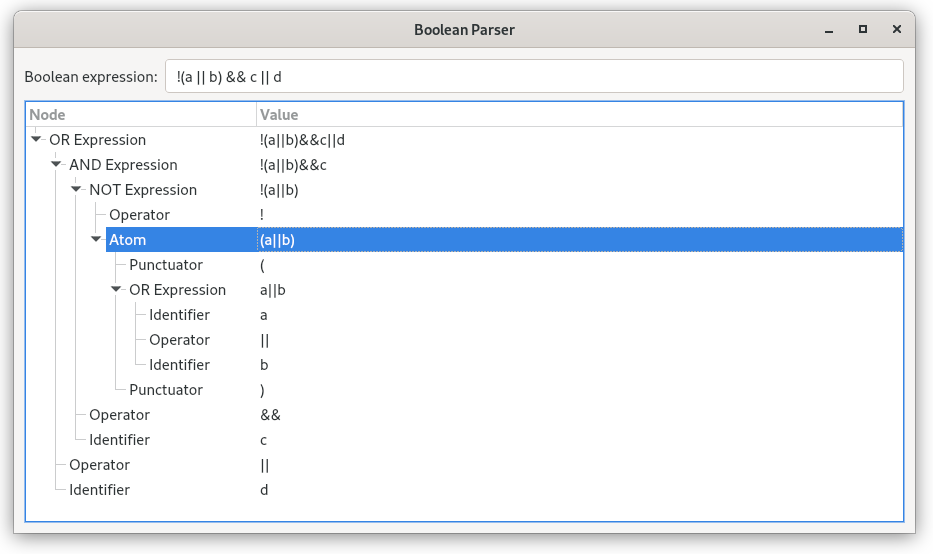 Boolean Parser
Boolean expression: !(a || b) && c || d
Node Value
OR Expression !(a||b)&&c||d
AND Expression !(a||b)&&c
NOT Expression !(a||b)
Operator !
Atom (a||b)
Punctuator (
OR Expression a||b
Identifier a
Operator ||
Identifier b
Punctuator )
Operator &&
Identifier c
Operator ||
Identifier d